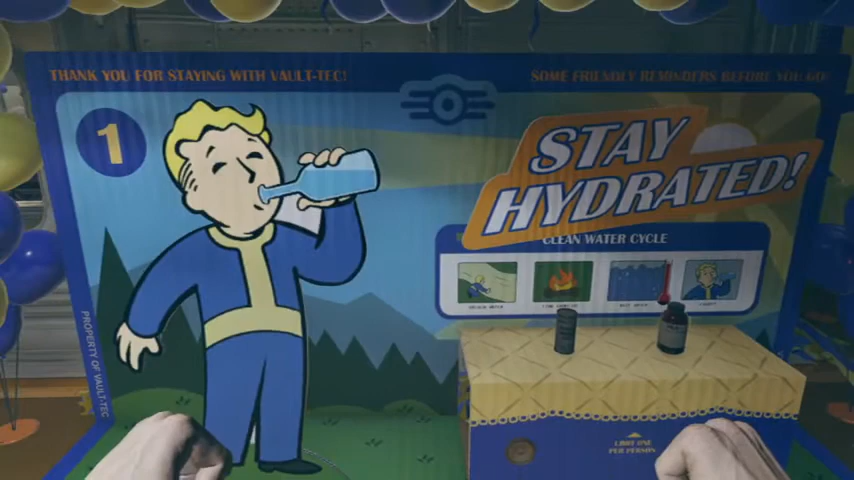 THANK YOU FOR STAYING WITH VAULT-TEC!
SOME FRIENDLY REMINDERS BEFORE YOU GO!
1
STAY
HYDRATED!
CLEAN WATER CYCLE
PROPERTY OF VAULT-TEC
LIMIT ONE
PER PERSON